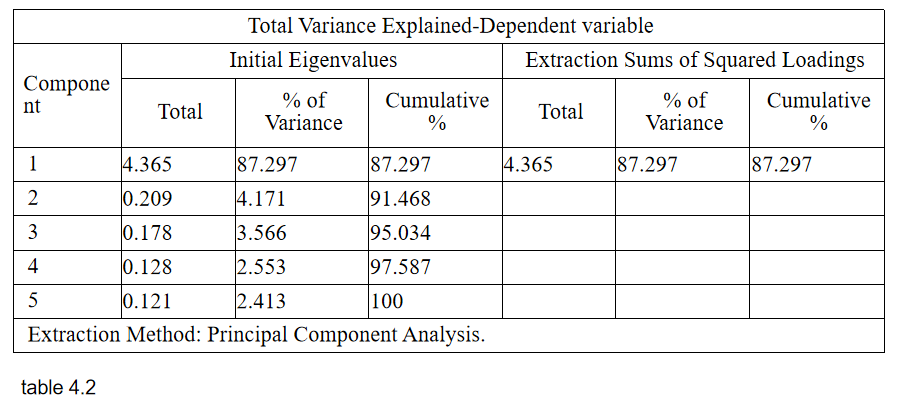 Total Variance Explained-Dependent variable
Compone
nt
Initial Eigenvalues
Extraction Sums of Squared Loadings
Total
% of
Variance
Cumulative
%
Total
% of
Variance
Cumulative
%
1 4.365 87.297 87.297 4.365 87.297 87.297
2 0.209 4.171 91.468
3 0.178 3.566 95.034
4 0.128 2.553 97.587
5 0.121 2.413 100
Extraction Method: Principal Component Analysis.
table 4.2